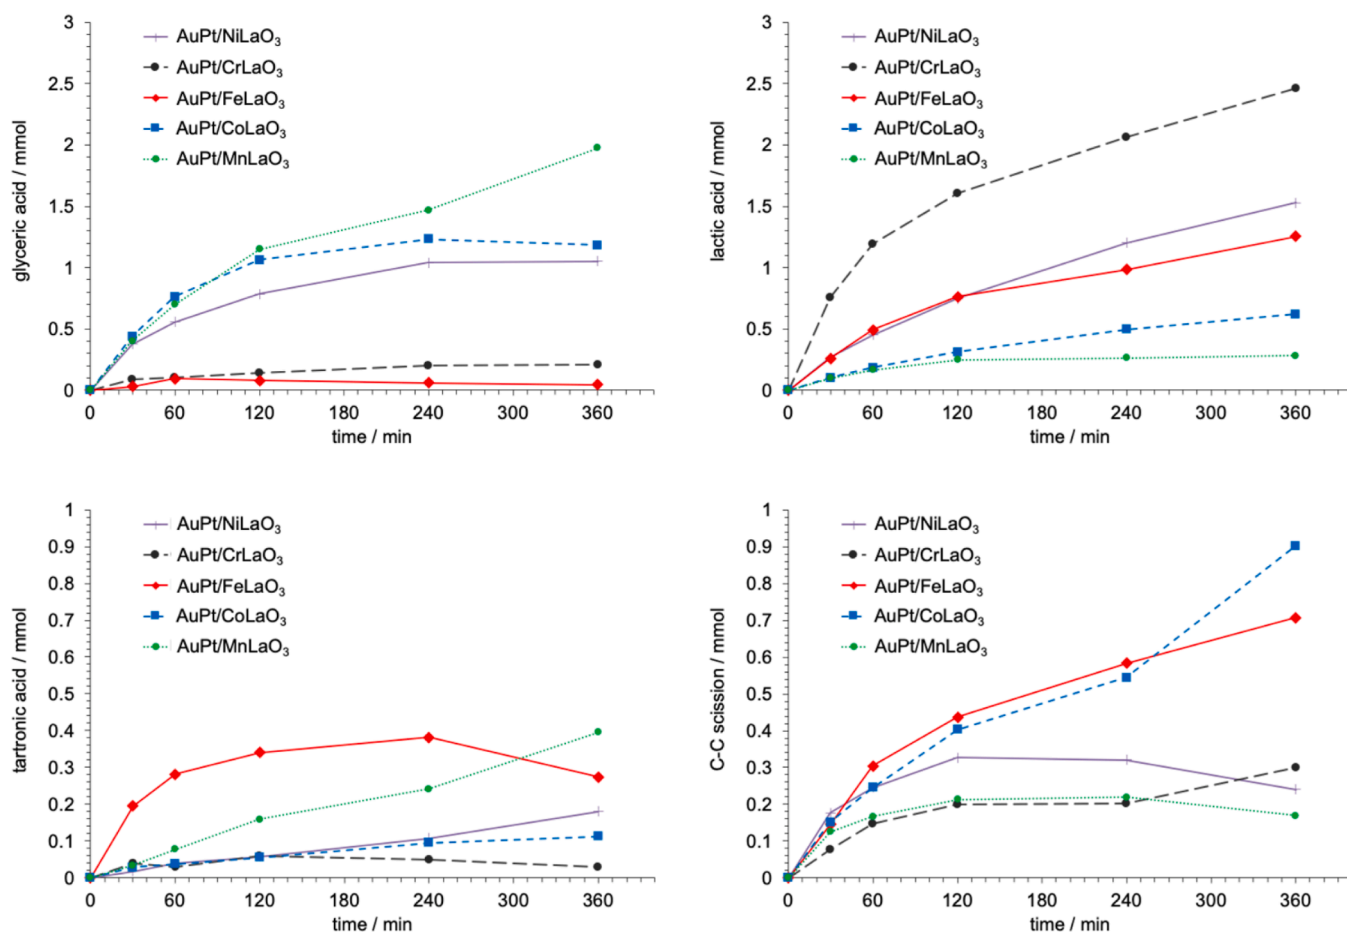 3
2.5
2
1.5
1
0.5
0
glyceric acid / mmol
AuPt/NiLaO₃
AuPt/CrLaO₃
AuPt/FeLaO₃
AuPt/CoLaO₃
AuPt/MnLaO₃
0 60 120 180 240 300 360
time / min
3
2.5
2
1.5
1
0.5
0
lactic acid / mmol
AuPt/NiLaO₃
AuPt/CrLaO₃
AuPt/FeLaO₃
AuPt/CoLaO₃
AuPt/MnLaO₃
0 60 120 180 240 300 360
time / min
1
0.9
0.8
0.7
0.6
0.5
0.4
0.3
0.2
0.1
0
tartronic acid / mmol
AuPt/NiLaO₃
AuPt/CrLaO₃
AuPt/FeLaO₃
AuPt/CoLaO₃
AuPt/MnLaO₃
0 60 120 180 240 300 360
time / min
1
0.9
0.8
0.7
0.6
0.5
0.4
0.3
0.2
0.1
0
C-C scission / mmol
AuPt/NiLaO₃
AuPt/CrLaO₃
AuPt/FeLaO₃
AuPt/CoLaO₃
AuPt/MnLaO₃
0 60 120 180 240 300 360
time / min